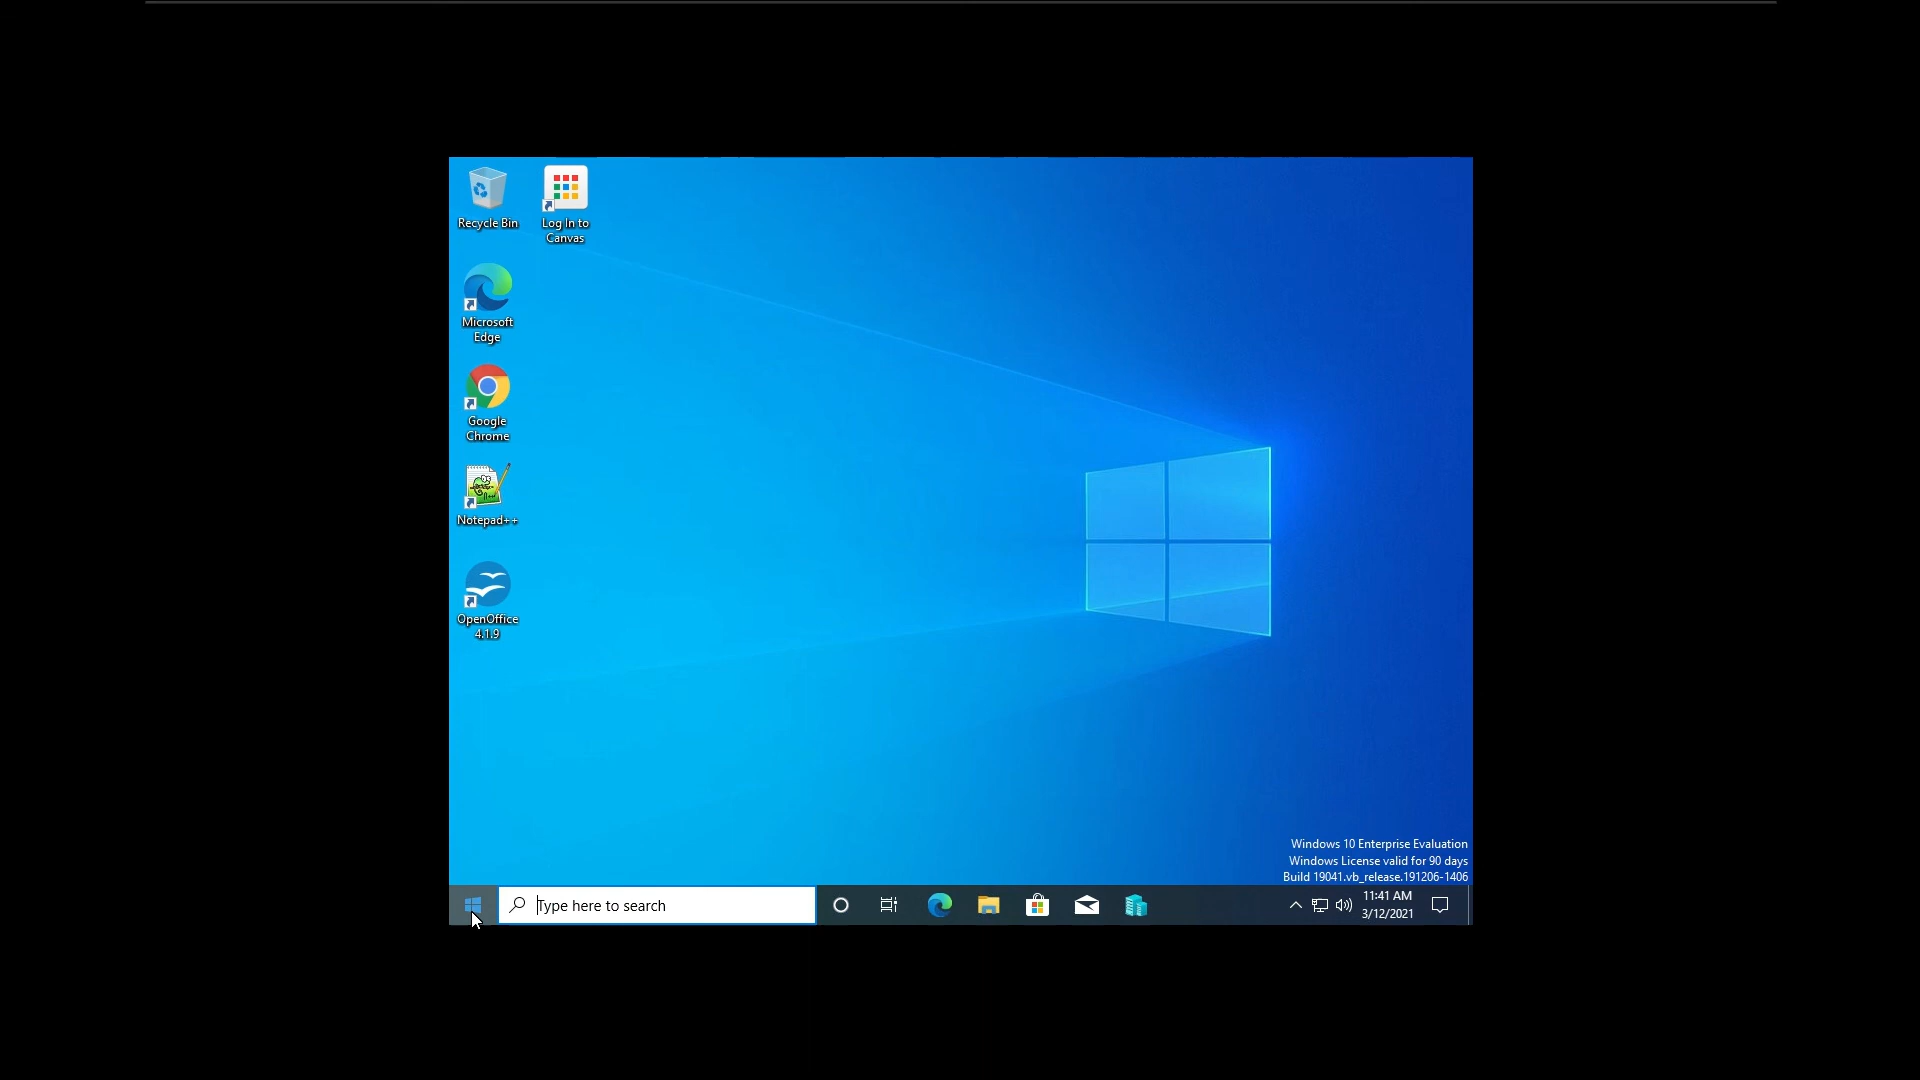 Recycle Bin
Log In to
Canvas
Microsoft
Edge
Google
Chrome
Notepad++
OpenOffice
4.1.9
Windows 10 Enterprise Evaluation
Windows License valid for 90 days
Build 19041.vb_release.191206-1406
Type here to search
11:41 AM
3/12/2021